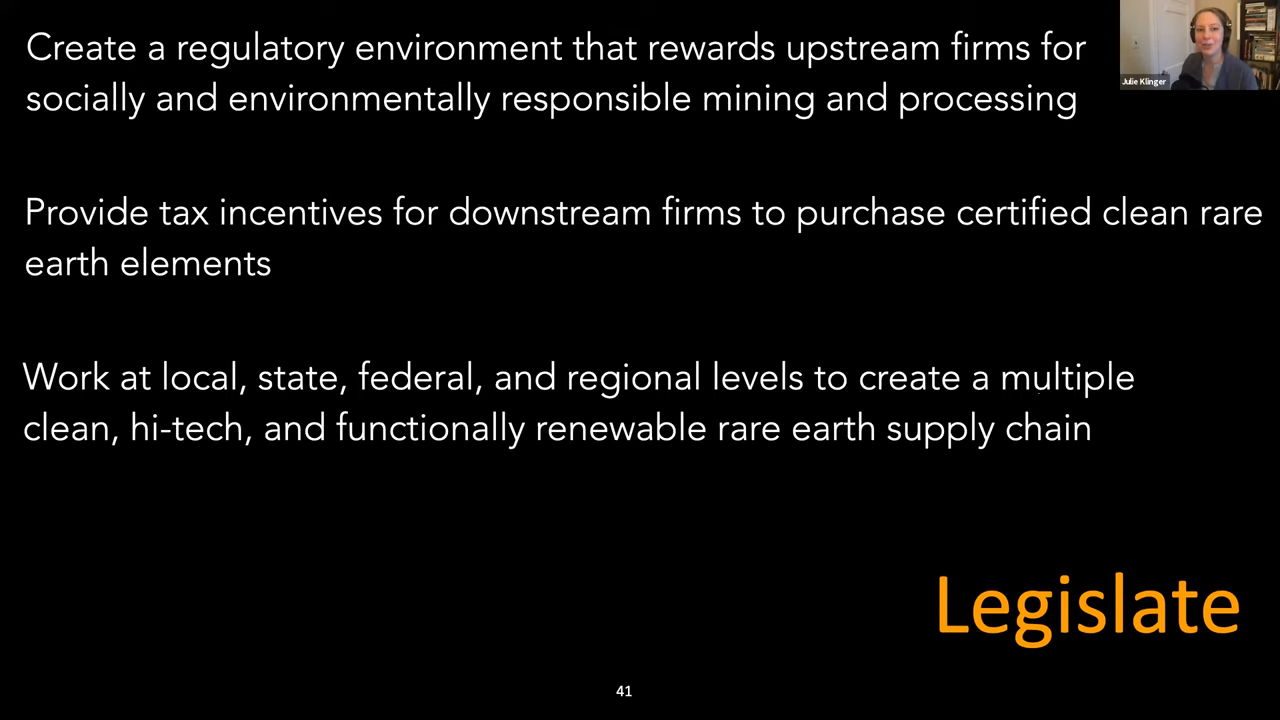 Create a regulatory environment that rewards upstream firms for
socially and environmentally responsible mining and processing
Julie Klinger
Provide tax incentives for downstream firms to purchase certified clean rare
earth elements
Work at local, state, federal, and regional levels to create a multiple
clean, hi-tech, and functionally renewable rare earth supply chain
Legislate
41